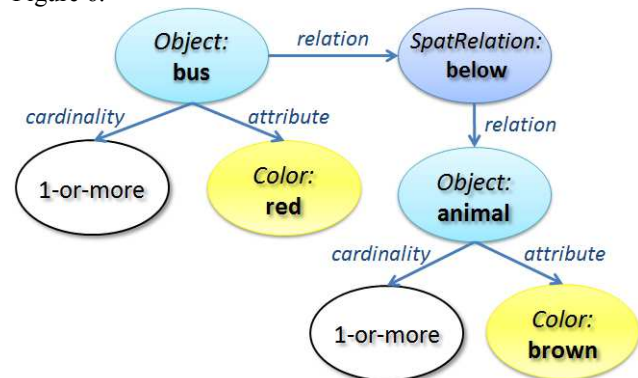 Figure 6.
Object:
bus
relation
SpatRelation:
below
cardinality
attribute
relation
1-or-more
Color:
red
Object:
animal
cardinality
attribute
1-or-more
Color:
brown